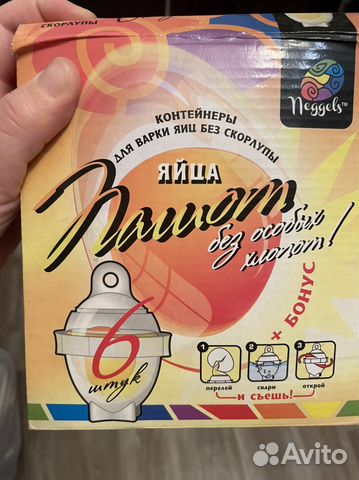 СКОРЛУПЫ
Neggels™
КОНТЕЙНЕРЫ
ДЛЯ ВАРКИ ЯИЦ БЕЗ СКОРЛУПЫ
ЯЙЦА
Пашот
без особых
хлопот!
+ БОНУС
6
штук
1 2 3
перелей свари открой
и съешь!
Avito